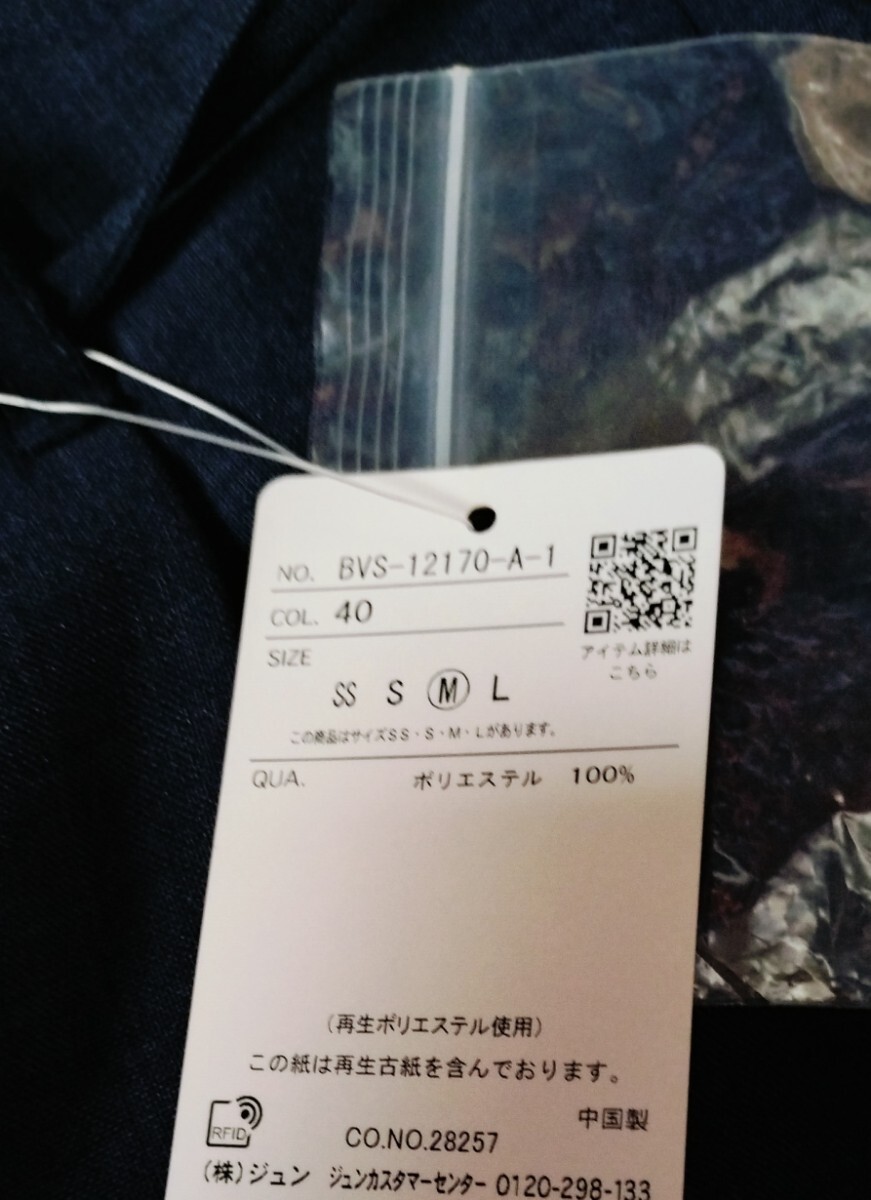 NO. BVS-12170-A-1
COL. 40
アイテム詳細は
こちら
SIZE
SS S M L
この商品はサイズSS・S・M・Lがあります。
QUA. ポリエステル 100%
(再生ポリエステル使用)
この紙は再生古紙を含んでおります。
中国製
RFID
CO.NO.28257
(株)ジュン ジュンカスタマーセンター 0120-298-133